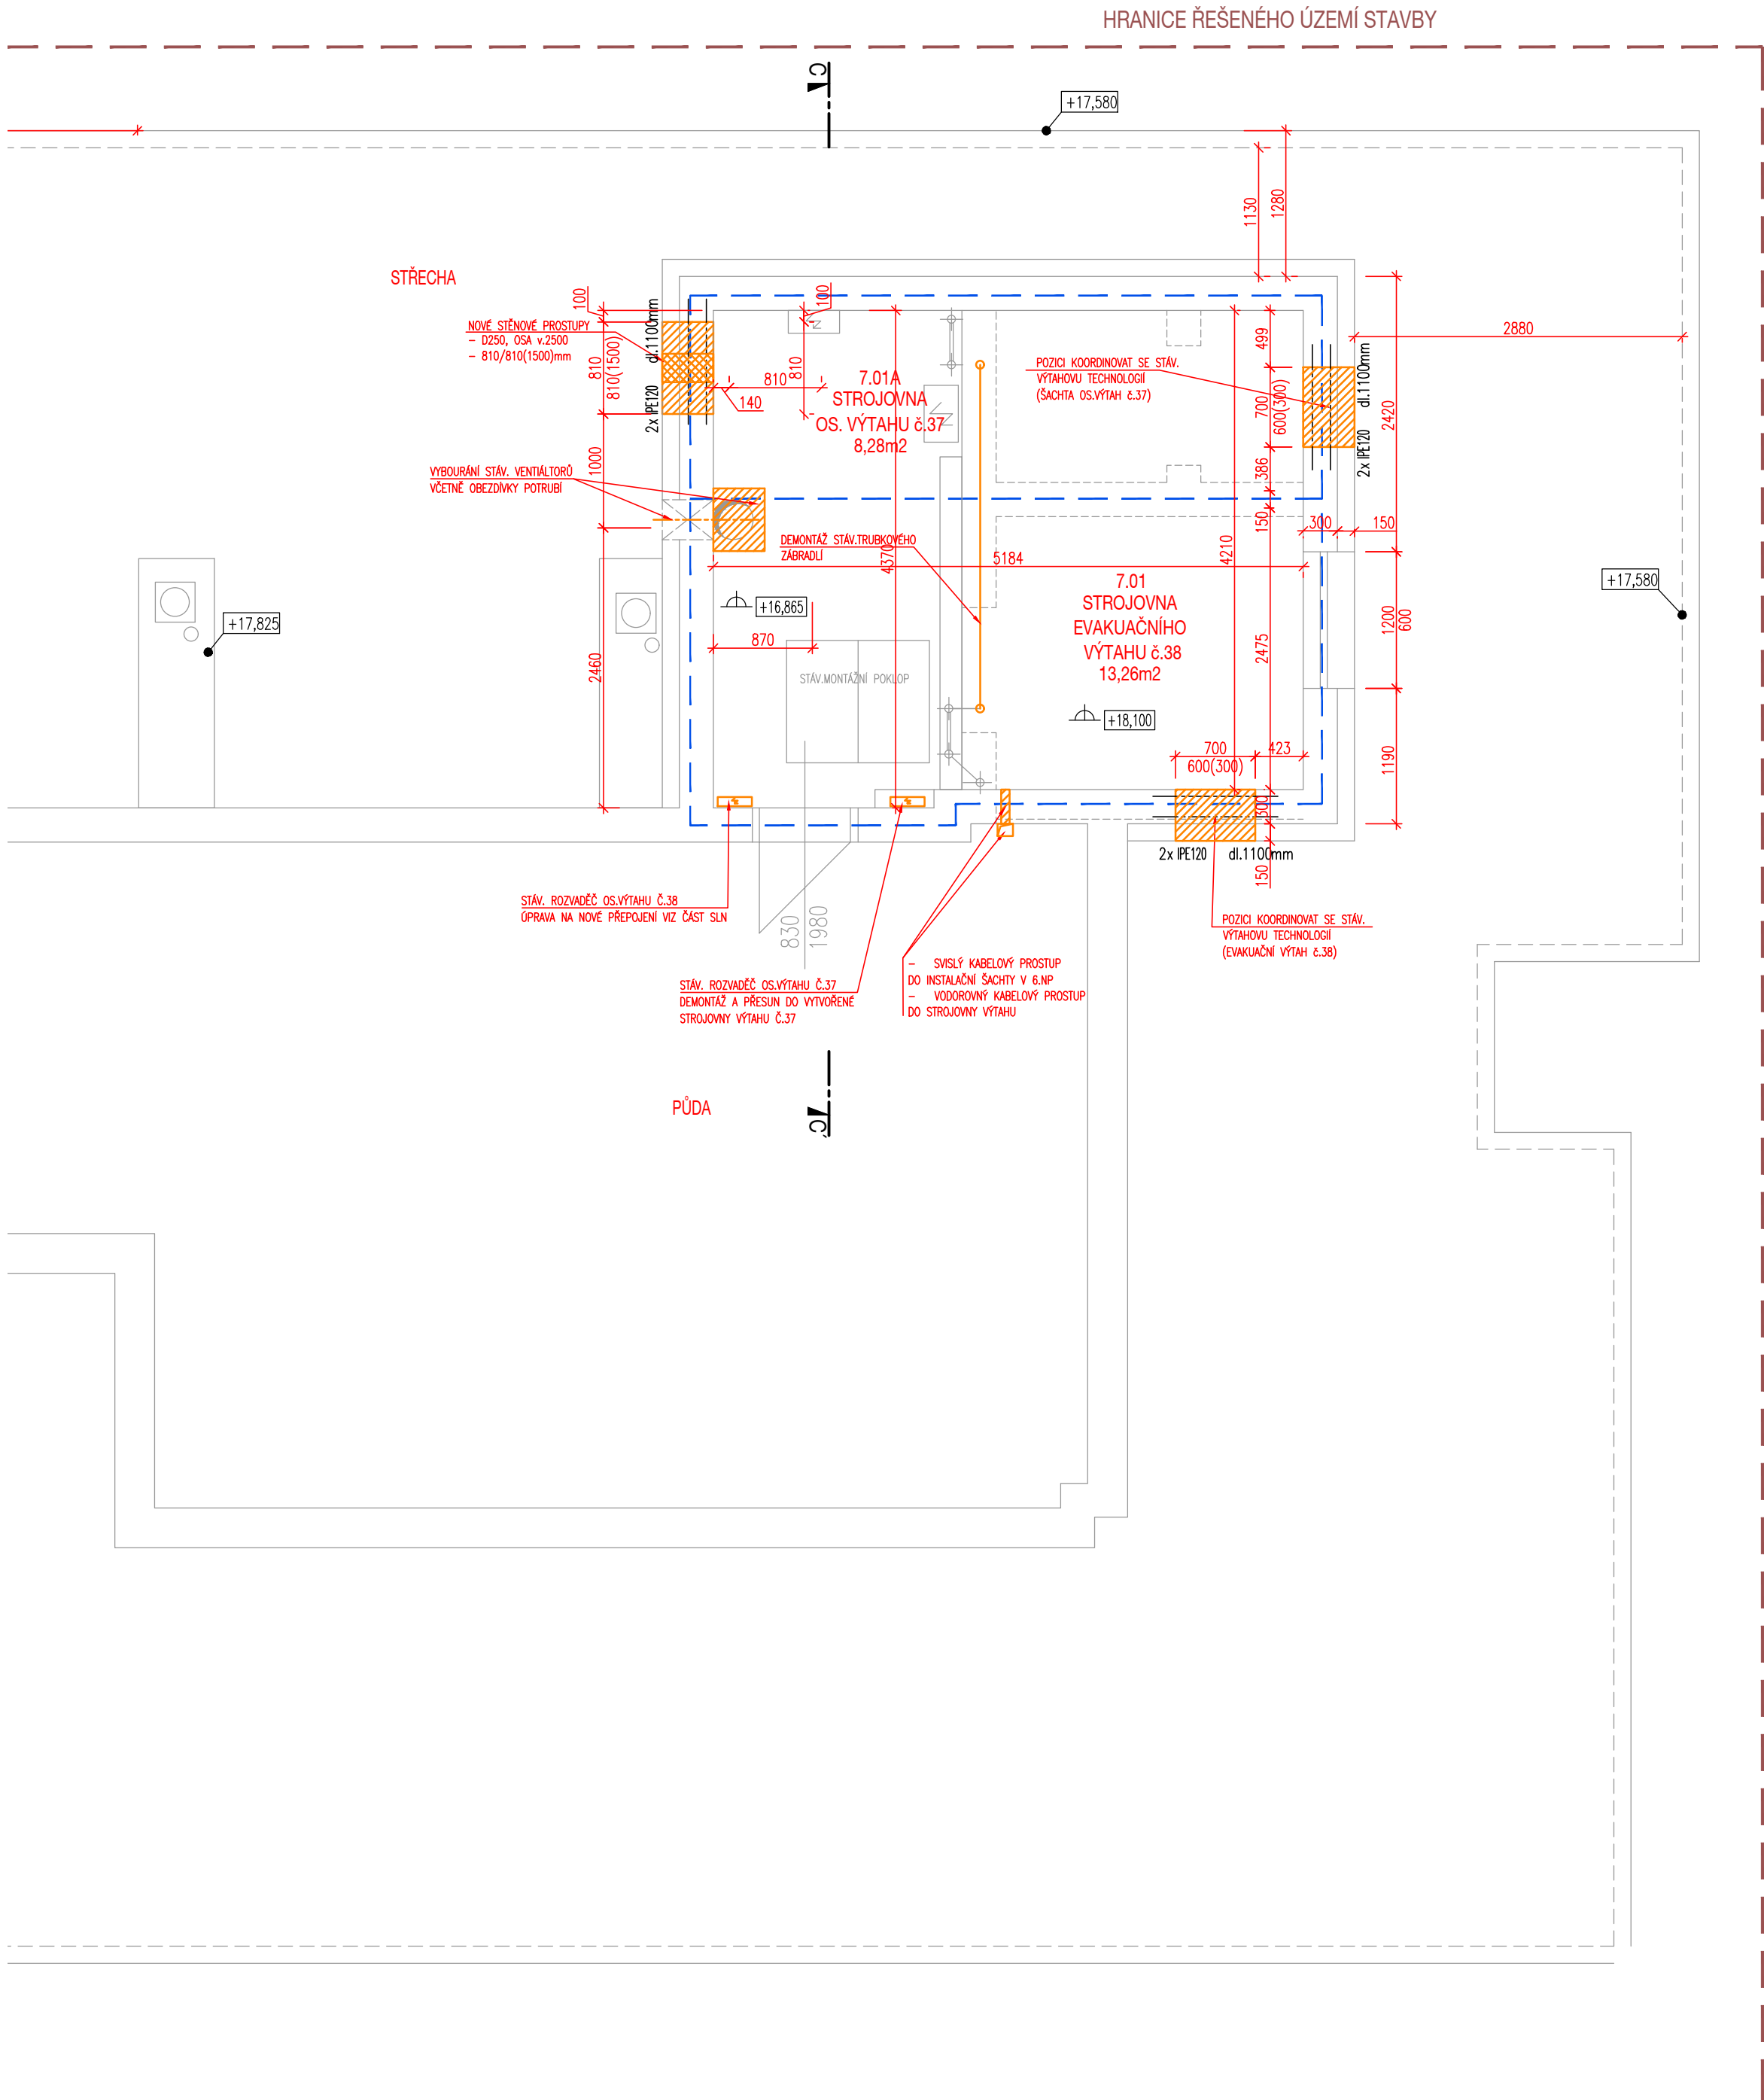 HRANICE ŘEŠENÉHO ÚZEMÍ STAVBY
C
+17,580
1130
1280
STŘECHA
100
100
NOVÉ STĚNOVÉ PROSTUPY
- D250, OSA v.2500
- 810/810(1500)mm
810
810(1500)
2x IPE120 dl.1100mm
810
810
140
7.01A
STROJOVNA
OS. VÝTAHU č.37
8,28m2
POZICI KOORDINOVAT SE STÁV.
VÝTAHOVU TECHNOLOGIÍ
(ŠACHTA OS.VÝTAH č.37)
499
700
600(300)
386
150
2x IPE120 dl.1100mm
2420
2880
VYBOURÁNÍ STÁV. VENTIÁLTORŮ
VČETNĚ OBEZDÍVKY POTRUBÍ
1000
300
150
DEMONTÁŽ STÁV.TRUBKOVÉHO
ZÁBRADLÍ
4370
5184
4210
7.01
STROJOVNA
EVAKUAČNÍHO
VÝTAHU č.38
13,26m2
+17,580
+16,865
+17,825
870
2460
2475
1200
600
STÁV.MONTÁŽNÍ POKLOP
+18,100
700
423
600(300)
1190
300
2x IPE120 dl.1100mm
150
STÁV. ROZVADĚČ OS.VÝTAHU Č.38
ÚPRAVA NA NOVÉ PŘEPOJENÍ VIZ ČÁST SLN
830
1980
POZICI KOORDINOVAT SE STÁV.
VÝTAHOVU TECHNOLOGIÍ
(EVAKUAČNÍ VÝTAH č.38)
STÁV. ROZVADĚČ OS.VÝTAHU Č.37
DEMONTÁŽ A PŘESUN DO VYTVOŘENÉ
STROJOVNY VÝTAHU Č.37
- SVISLÝ KABELOVÝ PROSTUP
DO INSTALAČNÍ ŠACHTY V 6.NP
- VODOROVNÝ KABELOVÝ PROSTUP
DO STROJOVNY VÝTAHU
PŮDA
C'